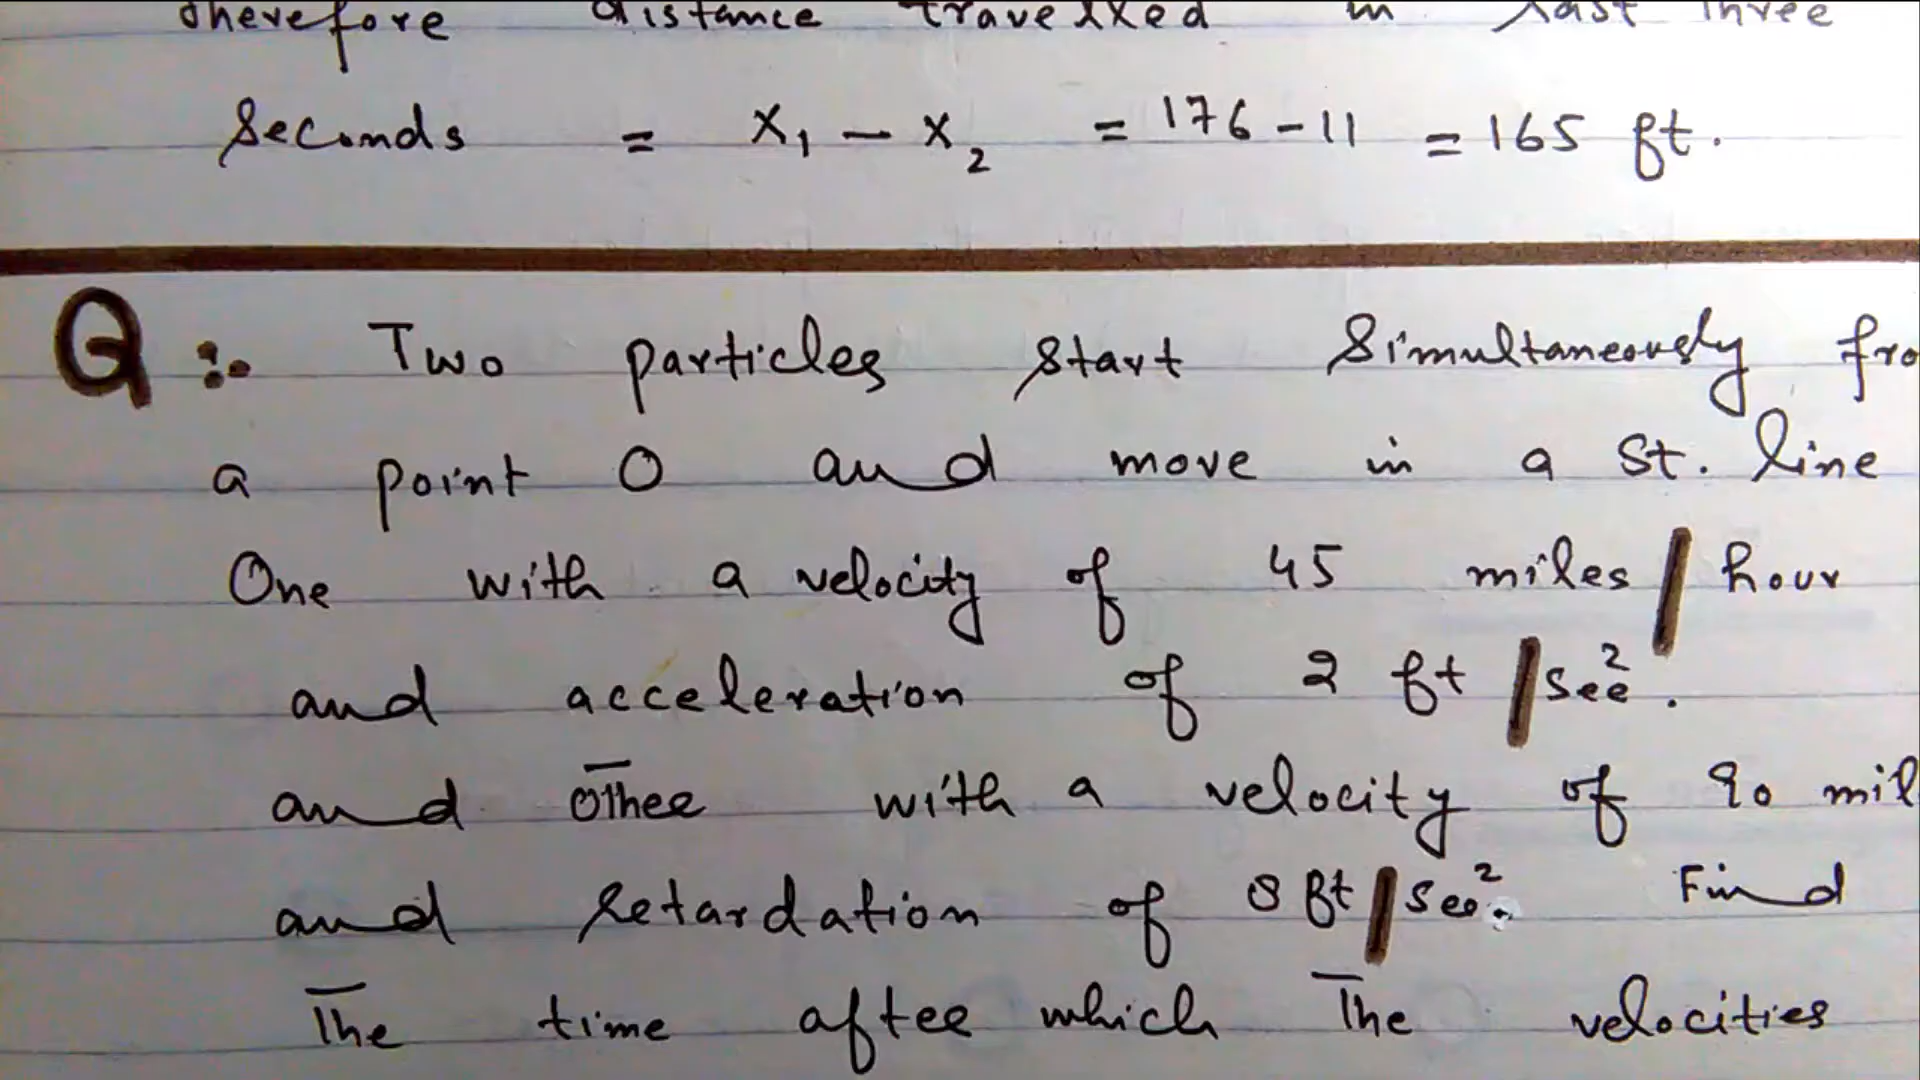 Therefore distance travelled in last three
seconds = x₁ - x₂ = 176 - 11 = 165 ft.
Q :- Two particles start simultaneously fro
a point O and move in a st. line
One with a velocity of 45 miles / hour
and acceleration of 2 ft / sec².
and other with a velocity of 90 mil
and retardation of 8 ft / sec². Find
The time after which The velocities